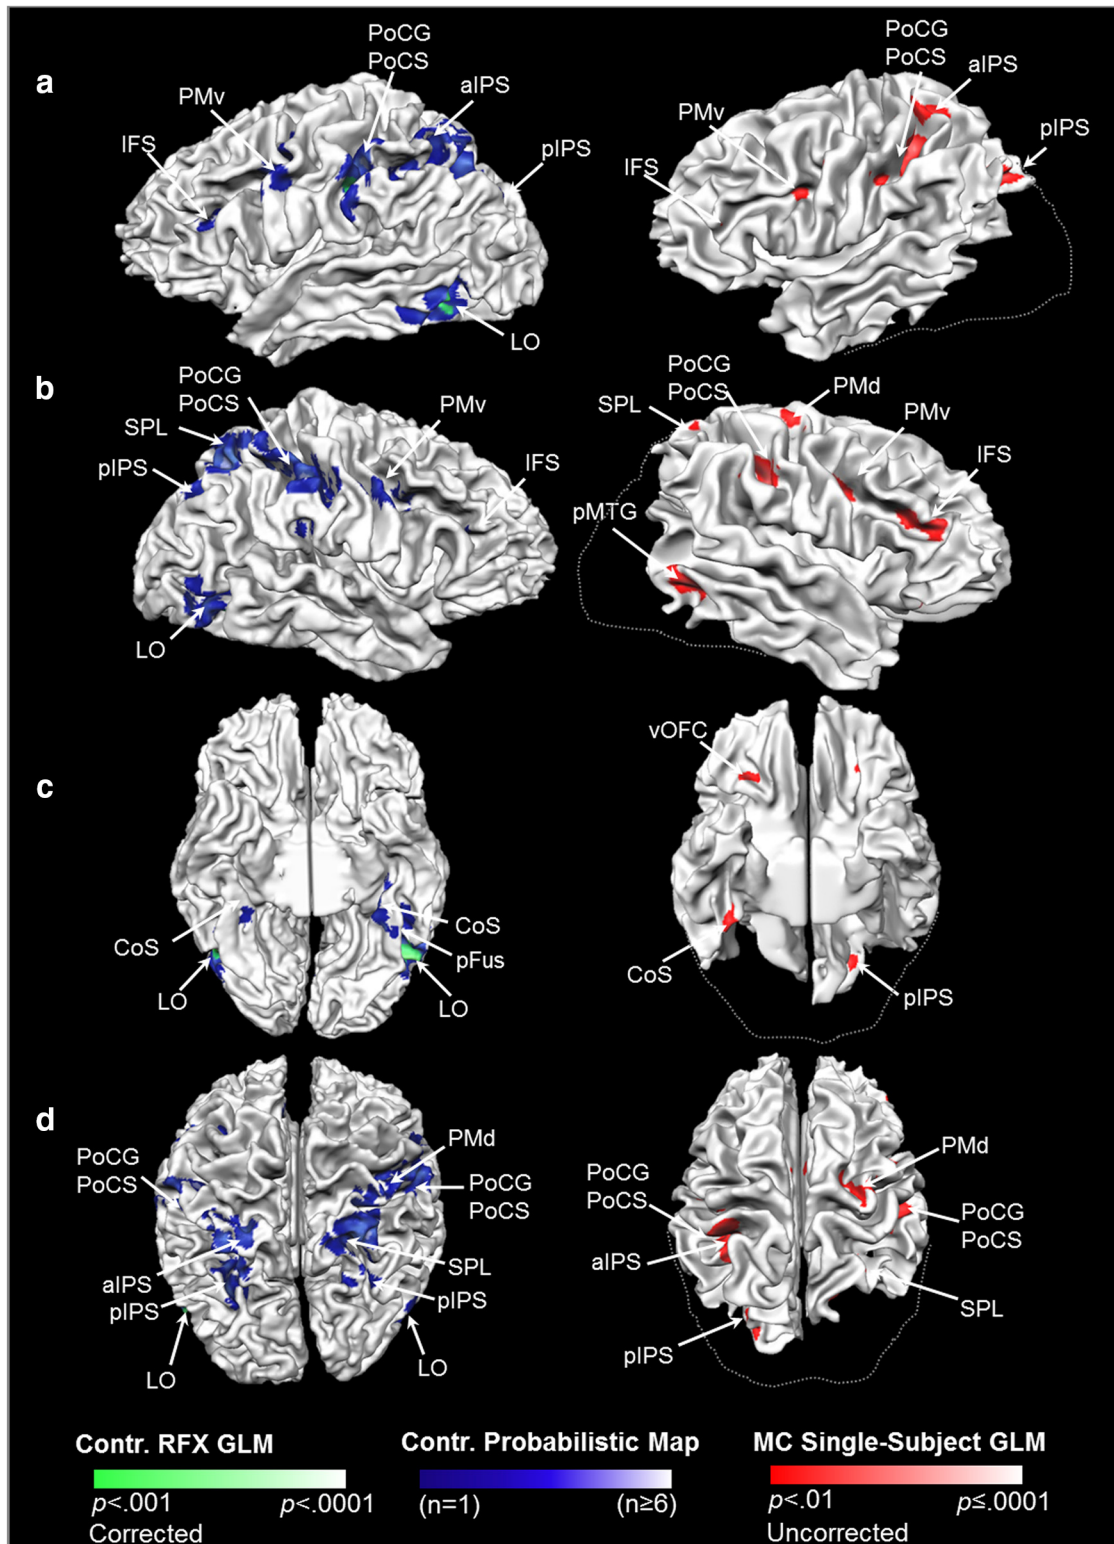 a
PoCG
PoCS
PMv
aIPS
IFS
pIPS
LO
PoCG
PoCS
aIPS
PMv
pIPS
IFS
b
PoCG
PoCS
SPL
PMv
pIPS
IFS
LO
PoCG
PoCS
PMd
SPL
PMv
IFS
pMTG
c
CoS
CoS
pFus
LO
LO
vOFC
CoS
pIPS
d
PoCG
PoCS
PMd
PoCG
PoCS
aIPS
SPL
pIPS
pIPS
LO
LO
PMd
PoCG
PoCS
PoCG
PoCS
aIPS
SPL
pIPS
Contr. RFX GLM
p<.001 p<.0001
Corrected
Contr. Probabilistic Map
(n=1) (n≥6)
MC Single-Subject GLM
p<.01 p≤.0001
Uncorrected